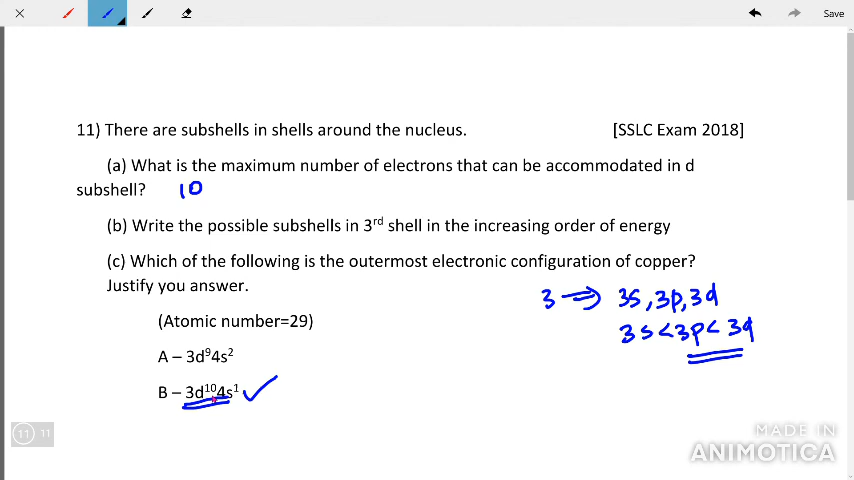 Save
11) There are subshells in shells around the nucleus. [SSLC Exam 2018]
(a) What is the maximum number of electrons that can be accommodated in d
subshell? 10
(b) Write the possible subshells in 3rd shell in the increasing order of energy
(c) Which of the following is the outermost electronic configuration of copper?
Justify you answer.
3 ⇒ 3s, 3p, 3d
(Atomic number=29)
3s < 3p < 3d
A – 3d⁹4s²
B – 3d¹⁰4s¹ ✓
11 11
MADE IN
ANIMOTICA